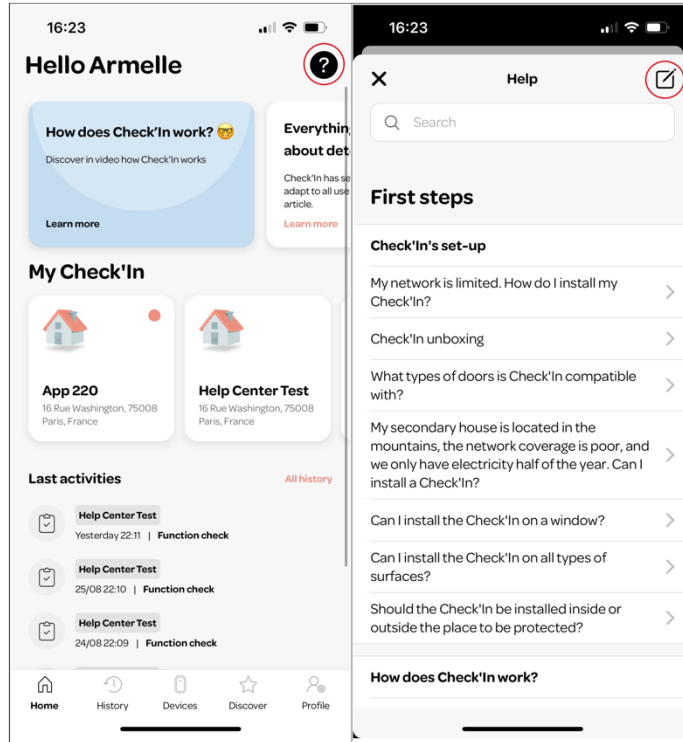 16:23
Hello Armelle
?
How does Check'In work? 🤓
Discover in video how Check'In works
Learn more
Everything
about det
Check'In has se
adapt to all use
article.
Learn more
My Check'In
App 220
16 Rue Washington, 75008
Paris, France
Help Center Test
16 Rue Washington, 75008
Paris, France
Last activities
All history
Help Center Test
Yesterday 22:11 | Function check
Help Center Test
25/08 22:10 | Function check
Help Center Test
24/08 22:09 | Function check
Home
History
Devices
Discover
Profile
16:23
Help
Search
First steps
Check'In's set-up
My network is limited. How do I install my
Check'In?
Check'In unboxing
What types of doors is Check'In compatible
with?
My secondary house is located in the
mountains, the network coverage is poor, and
we only have electricity half of the year. Can I
install a Check'In?
Can I install the Check'In on a window?
Can I install the Check'In on all types of
surfaces?
Should the Check'In be installed inside or
outside the place to be protected?
How does Check'In work?